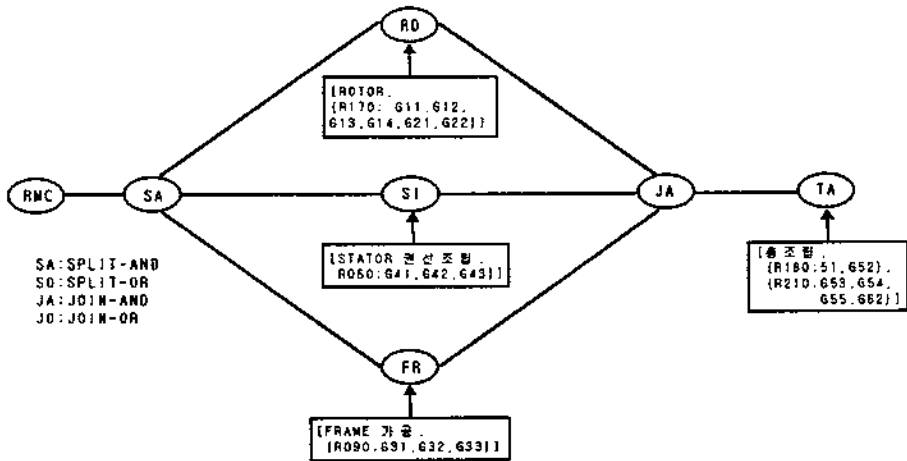 RO
[ROTOR,
{R170: G11,G12,
G13,G14,G21,G22}]
RMC
SA
SI
JA
TA
[STATOR 권선조립,
R060:G41,G42,G43}]
[총조립,
{R180:51,G52},
{R210:G53,G54,
G55,G62}]
SA:SPLIT-AND
SO:SPLIT-OR
JA:JOIN-AND
JO:JOIN-OR
FR
[FRAME 가공,
{R090:G31,G32,G33}]